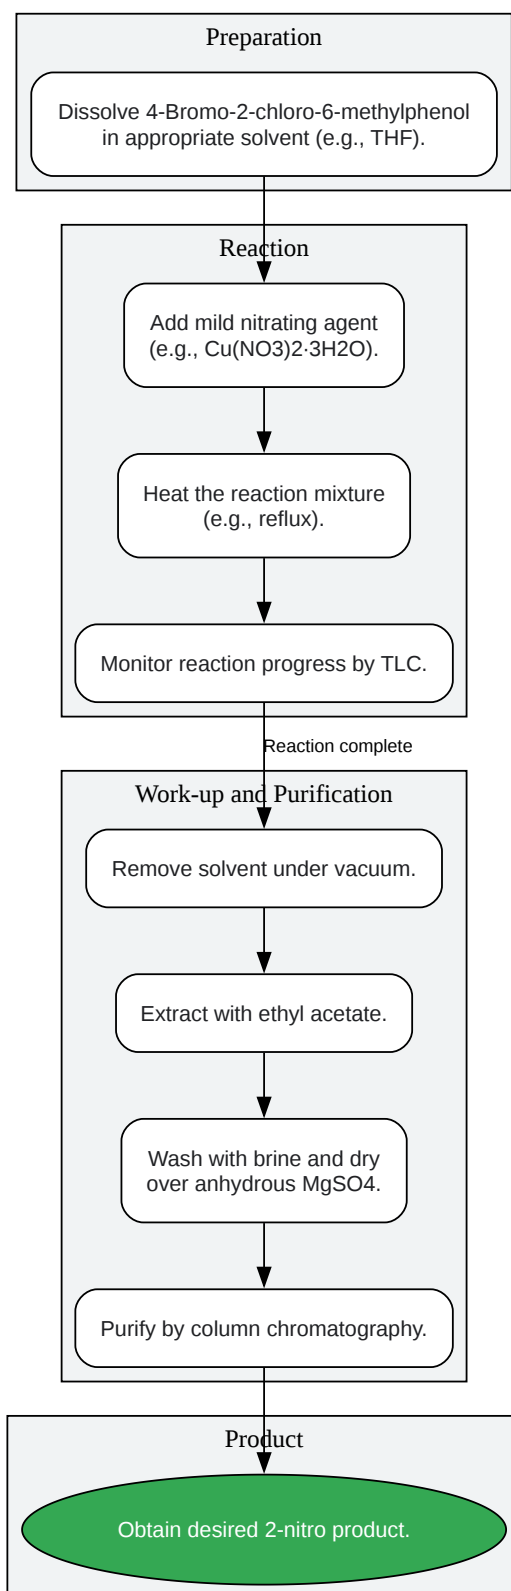 Preparation
Dissolve 4-Bromo-2-chloro-6-methylphenol
in appropriate solvent (e.g., THF).
Reaction
Add mild nitrating agent
(e.g., Cu(NO3)2·3H2O).
Heat the reaction mixture
(e.g., reflux).
Monitor reaction progress by TLC.
Reaction complete
Work-up and Purification
Remove solvent under vacuum.
Extract with ethyl acetate.
Wash with brine and dry
over anhydrous MgSO4.
Purify by column chromatography.
Product
Obtain desired 2-nitro product.